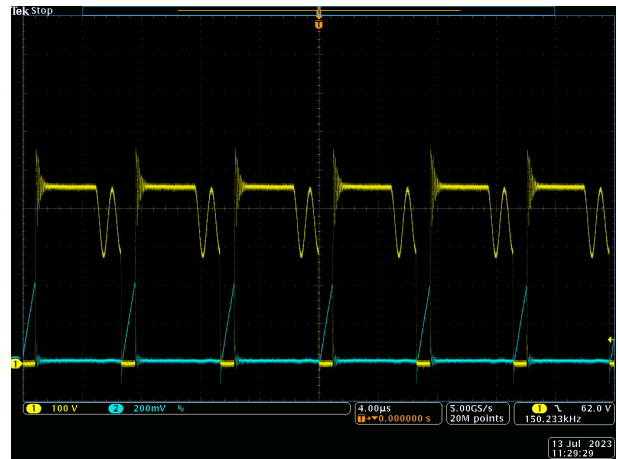 Tek Stop
T
1
1 100 V 2 200mV
4.00µs
T→▼0.000000 s
5.00GS/s
20M points
1 62.0 V
150.233kHz
13 Jul 2023
11:29:29